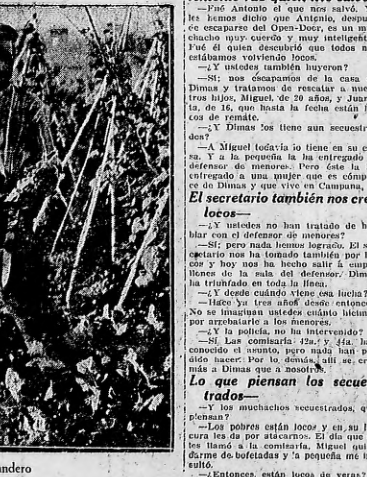 —Fué Antonio el que nos salvó.
les hemos dicho que Antonio, despu
de escaparse del Open-Door, es un m
chacho muy cuerdo y muy inteligent
Fué él quien descubrió que todos n
estábamos volviendo locos.
—¿Y ustedes también huyeron?
—Sí; nos escapamos de la casa
Dimas y tratamos de rescatar a nue
tros hijos, Miguel, de 20 años, y Juan
ta, de 16, que hasta la fecha están l
cos de remate.
—¿Y Dimas los tiene aun secuestr
dos?
—A Miguel todavía lo tiene en su c
sa. Y a la pequeña la ha entregado
defensor de menores. Pero éste la
entregado a una mujer que es cómp
ce de Dimas y que vive en Campana,
El secretario también nos cre
locos—
—¿Y ustedes no han tratado de h
blar con el defensor de menores?
—Sí; pero nada hemos logrado. El s
cretario nos ha tomado también por l
cos y hoy nos ha hecho salir a emp
llones de la sala del defensor. Dim
ha triunfado en toda la línea.
—¿Y desde cuándo viene esa lucha?
—Hace ya tres años desde entonce
No se imaginan ustedes cuánto hicim
por arrebatarle a los menores.
—¿Y la policía, no ha intervenido?
—Sí. Las comisaría 42a. y 44a. ha
conocido el asunto, pero nada han p
dido hacer. Por lo demás, allí se cr
más a Dimas que a nosotros.
Lo que piensan los secue
trados—
—Y los muchachos secuestrados, q
piensan?
—Los pobres están locos y en su l
cura les da por atacarnos. El día que
les llamó a la comisaría, Miguel qui
darme de bofetadas y la pequeña me i
sultó.
—¿Entonces, están locos de veras?
andero